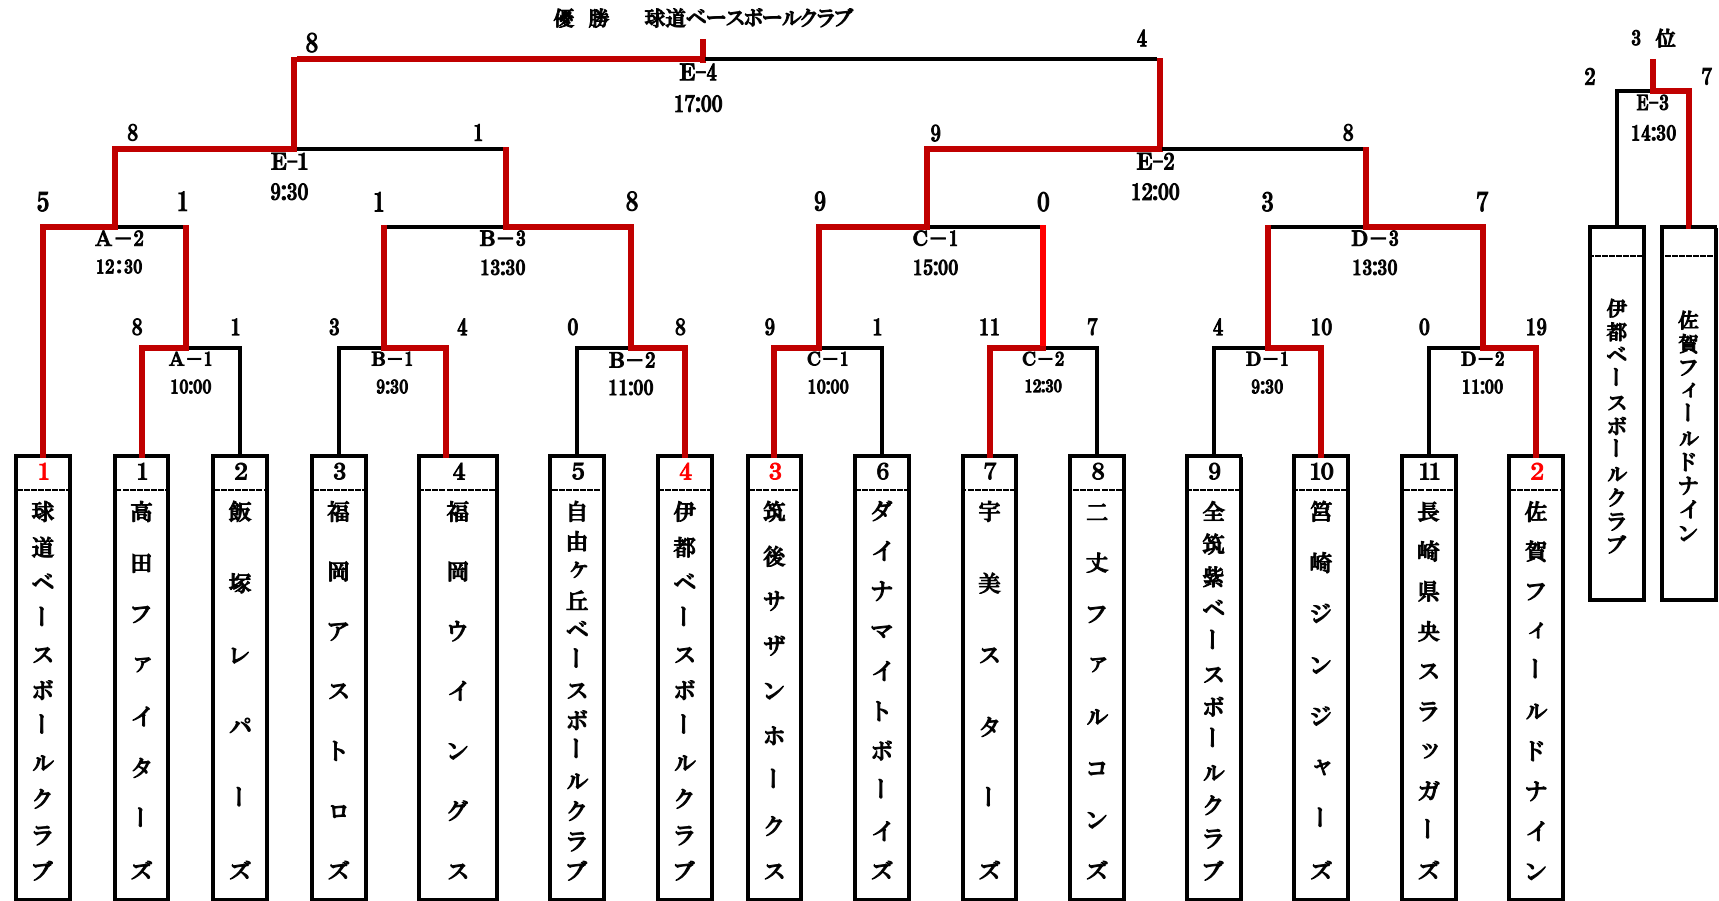 優 勝　球道ベースボールクラブ
8
4
3 位
E-4
17:00
2
7
E-3
14:30
8
1
9
8
E-1
9:30
E-2
12:00
5
1
1
8
9
0
3
7
A－2
12:30
B－3
13:30
C－1
15:00
D－3
13:30
8
1
3
4
0
8
9
1
11
7
4
10
0
19
A－1
10:00
B－1
9:30
B－2
11:00
C－1
10:00
C－2
12:30
D－1
9:30
D－2
11:00
1
球道ベースボールクラブ
1
高田ファイターズ
2
飯塚レパーズ
3
福岡アストロズ
4
福岡ウイングス
5
自由ヶ丘ベースボールクラブ
4
伊都ベースボールクラブ
3
筑後サザンホークス
6
ダイナマイトボーイズ
7
宇美スターズ
8
二丈ファルコンズ
9
全筑紫ベースボールクラブ
10
筥崎ジンジャーズ
11
長崎県央スラッガーズ
2
佐賀フィールドナイン
伊都ベースボールクラブ
佐賀フィールドナイン